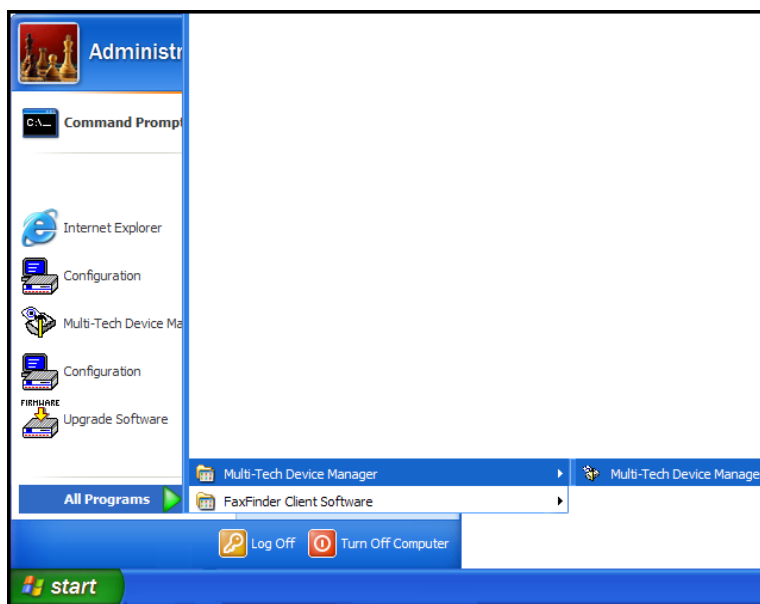 Administr
C:\_
Command Prompt
Internet Explorer
Configuration
Multi-Tech Device Ma
Configuration
FIRMWARE
Upgrade Software
Multi-Tech Device Manager
Multi-Tech Device Manage
All Programs
FaxFinder Client Software
Log Off
Turn Off Computer
start